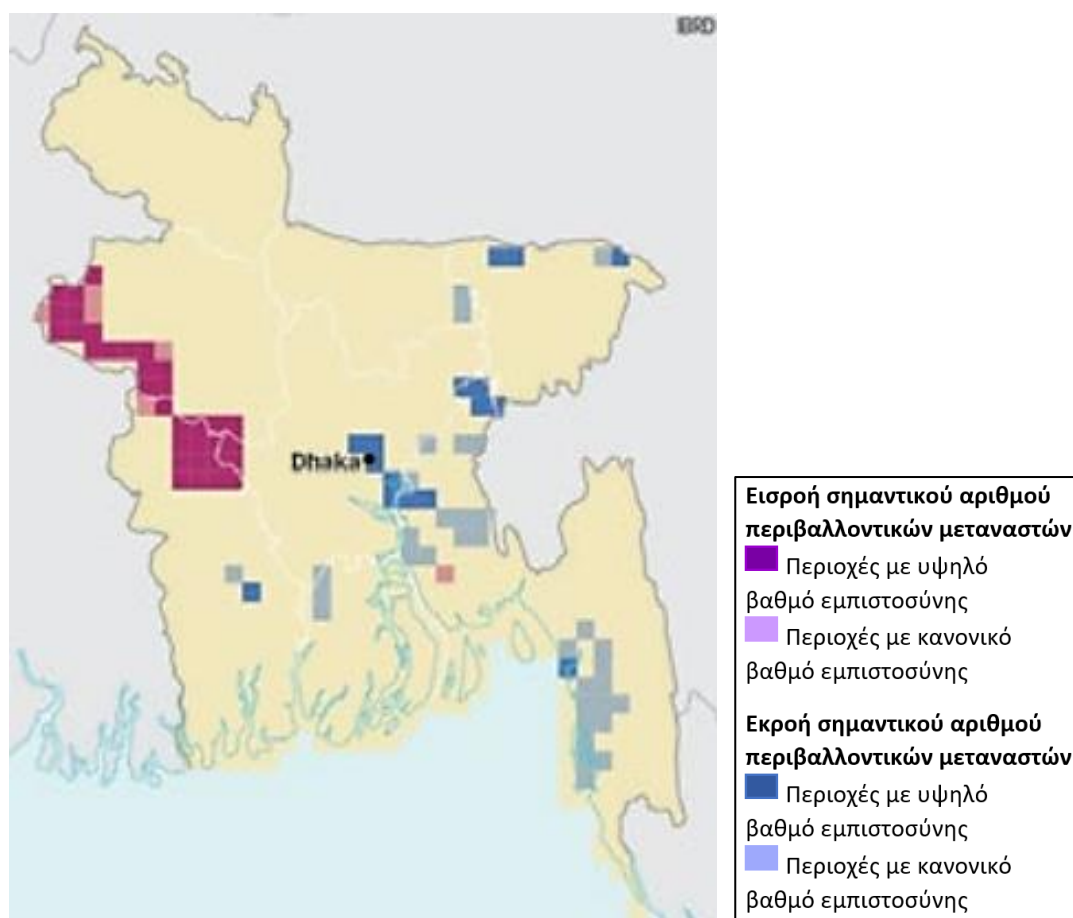 IBRD
Dhaka
Εισροή σημαντικού αριθμού
περιβαλλοντικών μεταναστών
Περιοχές με υψηλό
βαθμό εμπιστοσύνης
Περιοχές με κανονικό
βαθμό εμπιστοσύνης
Εκροή σημαντικού αριθμού
περιβαλλοντικών μεταναστών
Περιοχές με υψηλό
βαθμό εμπιστοσύνης
Περιοχές με κανονικό
βαθμό εμπιστοσύνης